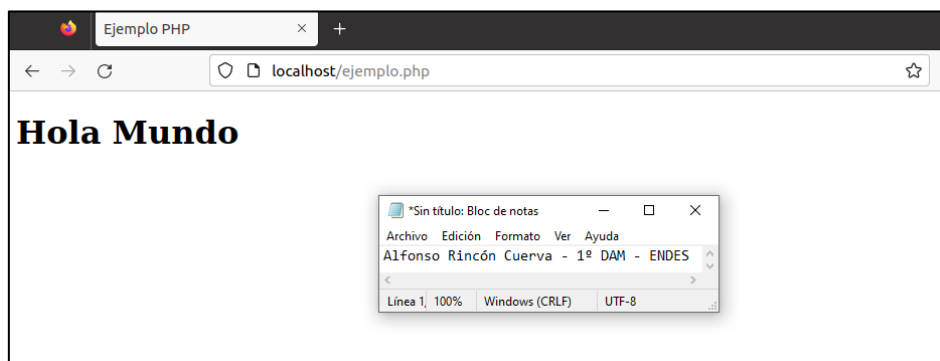 Ejemplo PHP
localhost/ejemplo.php
Hola Mundo
*Sin título: Bloc de notas
Archivo Edición Formato Ver Ayuda
Alfonso Rincón Cuerva - 1º DAM - ENDES
Línea 1, 100% Windows (CRLF) UTF-8